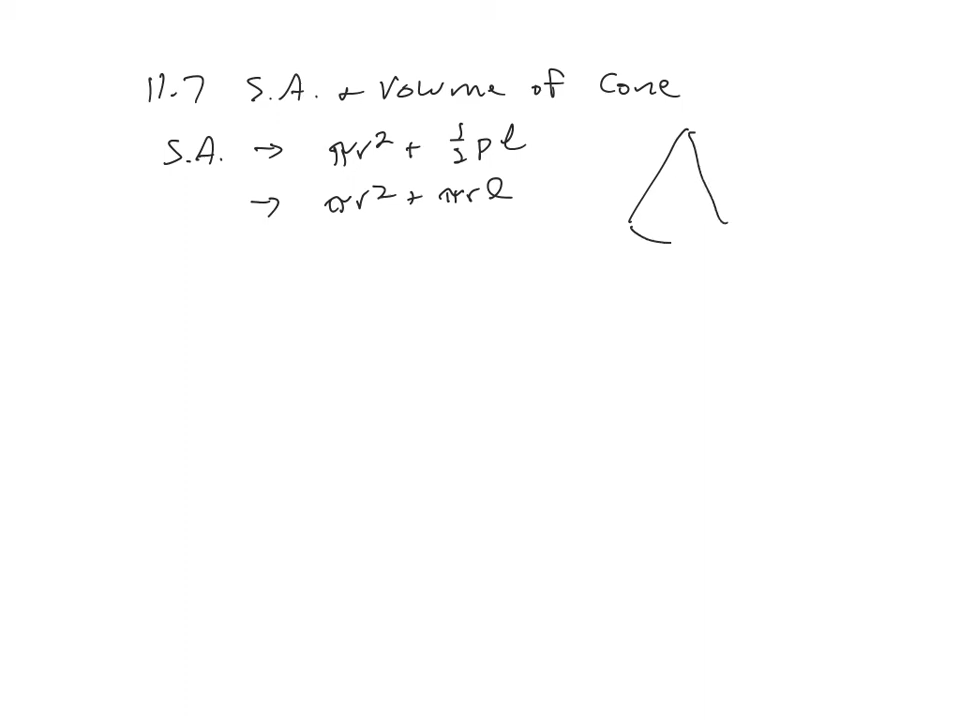 11.7 S.A. & Volume of Cone
S.A. → πr² + ½pl
→ πr² + πrl